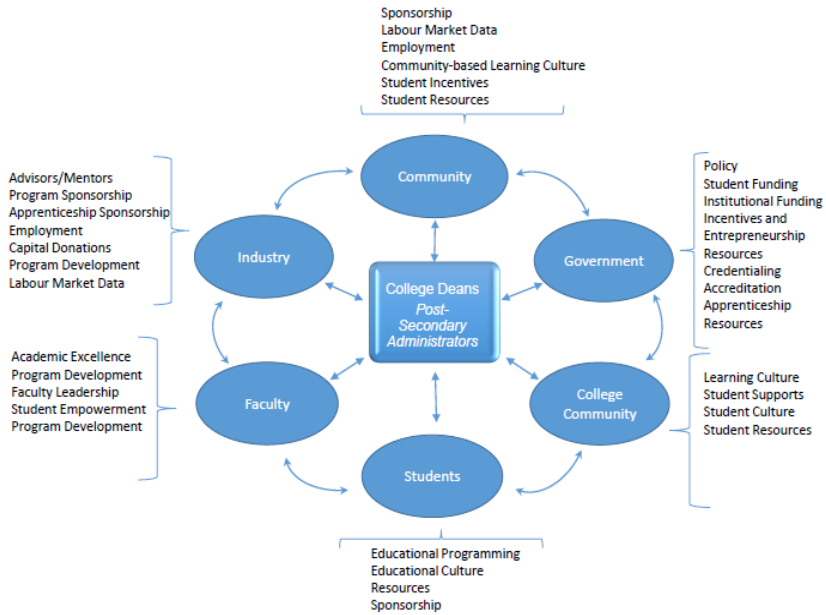 Sponsorship
Labour Market Data
Employment
Community-based Learning Culture
Student Incentives
Student Resources
Community
Advisors/Mentors
Program Sponsorship
Apprenticeship Sponsorship
Employment
Capital Donations
Program Development
Labour Market Data
Industry
Policy
Student Funding
Institutional Funding
Incentives and
Entrepreneurship
Resources
Credentialing
Accreditation
Apprenticeship
Resources
Government
College Deans
Post-
Secondary
Administrators
Academic Excellence
Program Development
Faculty Leadership
Student Empowerment
Program Development
Faculty
College
Community
Learning Culture
Student Supports
Student Culture
Student Resources
Students
Educational Programming
Educational Culture
Resources
Sponsorship